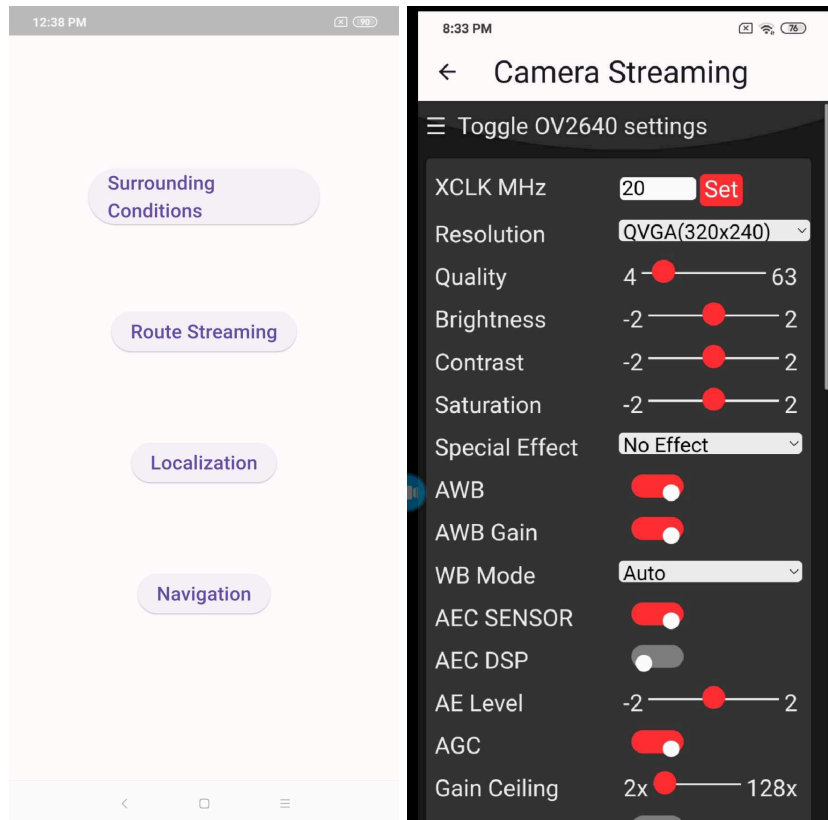 12:38 PM
90
Surrounding
Conditions
Route Streaming
Localization
Navigation
8:33 PM
76
Camera Streaming
Toggle OV2640 settings
XCLK MHz 20 Set
Resolution QVGA(320x240)
Quality 4 63
Brightness -2 2
Contrast -2 2
Saturation -2 2
Special Effect No Effect
AWB
AWB Gain
WB Mode Auto
AEC SENSOR
AEC DSP
AE Level -2 2
AGC
Gain Ceiling 2x 128x